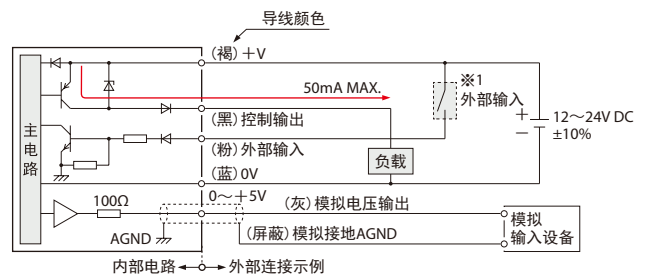 导线颜色
(褐)＋V
50mA MAX.
※1
外部输入
(黑)控制输出
＋
－
12～24V DC
±10%
主电路
(粉)外部输入
负载
(蓝)0V
0～＋5V
100Ω
(灰)模拟电压输出
模拟
输入设备
AGND
(屏蔽)模拟接地AGND
内部电路
外部连接示例